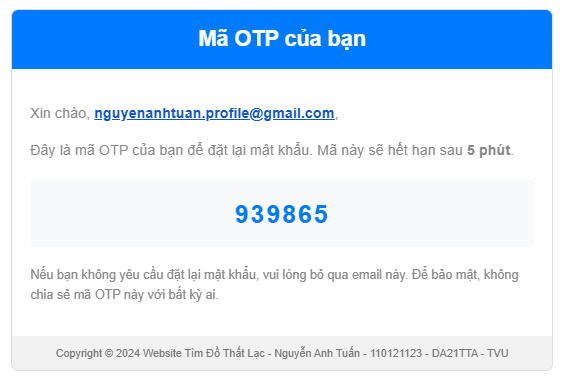 Mã OTP của bạn
Xin chào, nguyenanhtuan.profile@gmail.com,
Đây là mã OTP của bạn để đặt lại mật khẩu. Mã này sẽ hết hạn sau 5 phút.
939865
Nếu bạn không yêu cầu đặt lại mật khẩu, vui lòng bỏ qua email này. Để bảo mật, không
chia sẻ mã OTP này với bất kỳ ai.
Copyright © 2024 Website Tìm Đồ Thất Lạc - Nguyễn Anh Tuấn - 110121123 - DA21TTA - TVU